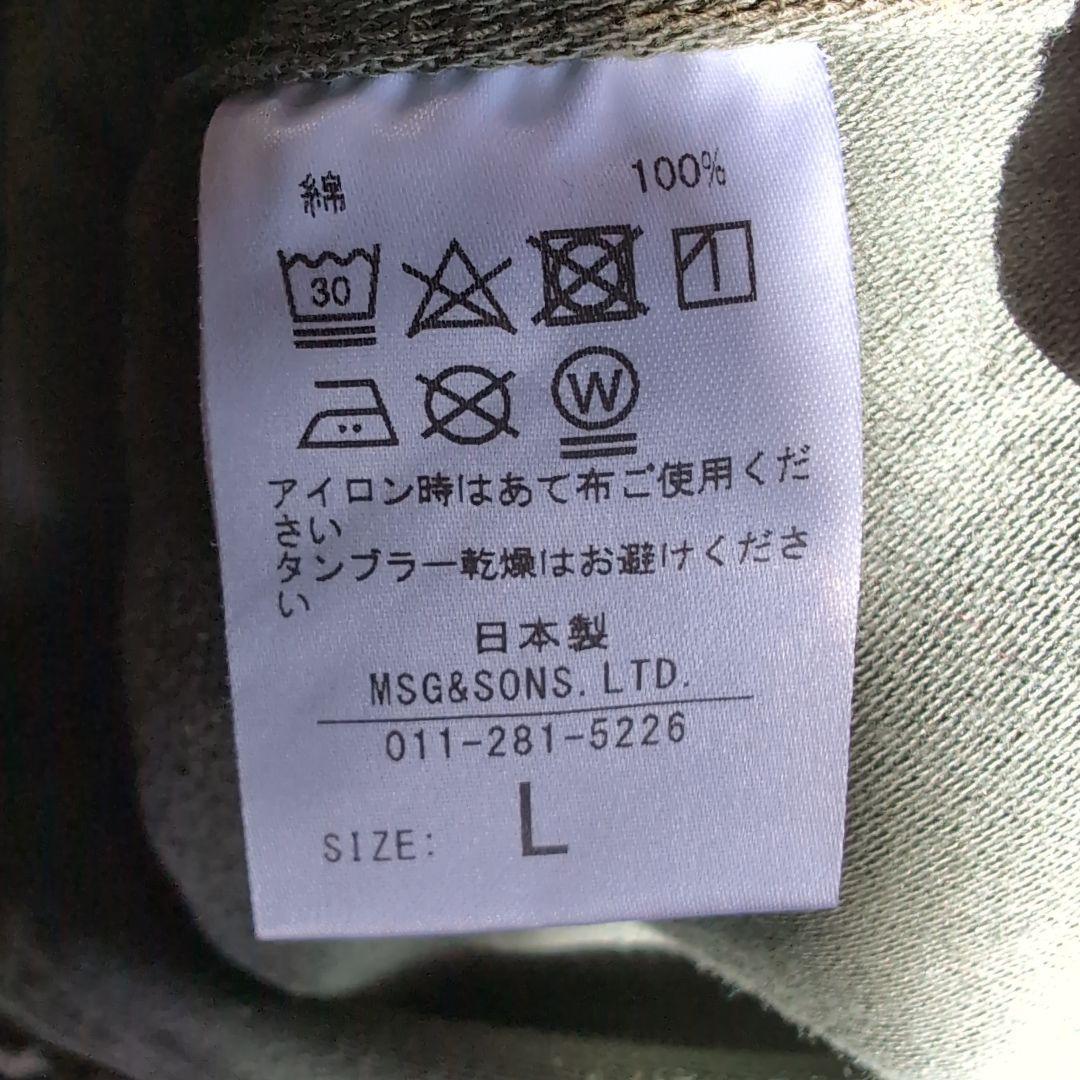 綿 100%
30
W
アイロン時はあて布ご使用くだ
さい
タンブラー乾燥はお避けくださ
い
日本製
MSG&SONS.LTD.
011-281-5226
SIZE: L